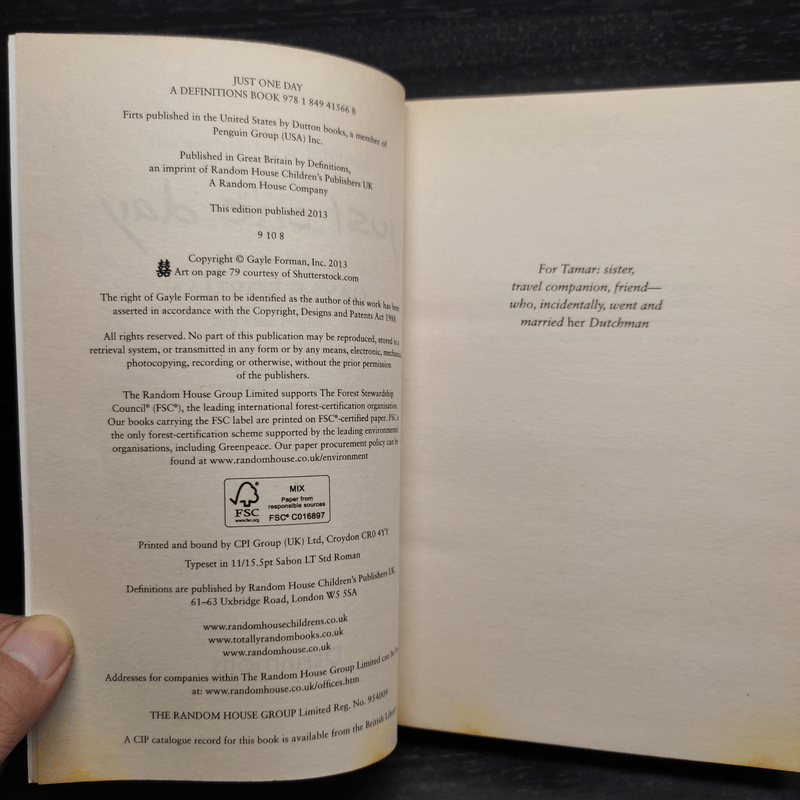 JUST ONE DAY
A DEFINITIONS BOOK 978 1 849 41566 8
Firts published in the United States by Dutton books, a member of
Penguin Group (USA) Inc.
Published in Great Britain by Definitions,
an imprint of Random House Children's Publishers UK
A Random House Company
This edition published 2013
9 10 8
Copyright © Gayle Forman, Inc. 2013
Art on page 79 courtesy of Shutterstock.com
The right of Gayle Forman to be identified as the author of this work has been
asserted in accordance with the Copyright, Designs and Patents Act 1988.
All rights reserved. No part of this publication may be reproduced, stored in a
retrieval system, or transmitted in any form or by any means, electronic, mechanical
photocopying, recording or otherwise, without the prior permission
of the publishers.
The Random House Group Limited supports The Forest Stewardship
Council® (FSC®), the leading international forest-certification organisation.
Our books carrying the FSC label are printed on FSC®-certified paper. FSC is
the only forest-certification scheme supported by the leading environmental
organisations, including Greenpeace. Our paper procurement policy can be
found at www.randomhouse.co.uk/environment
FSC
www.fsc.org
MIX
Paper from
responsible sources
FSC® C016897
Printed and bound by CPI Group (UK) Ltd, Croydon CR0 4YY
Typeset in 11/15.5pt Sabon LT Std Roman
Definitions are published by Random House Children's Publishers UK,
61–63 Uxbridge Road, London W5 5SA
www.randomhousechildrens.co.uk
www.totallyrandombooks.co.uk
www.randomhouse.co.uk
Addresses for companies within The Random House Group Limited can be
at: www.randomhouse.co.uk/offices.htm
THE RANDOM HOUSE GROUP Limited Reg. No. 954009
A CIP catalogue record for this book is available from the British
For Tamar: sister,
travel companion, friend—
who, incidentally, went and
married her Dutchman